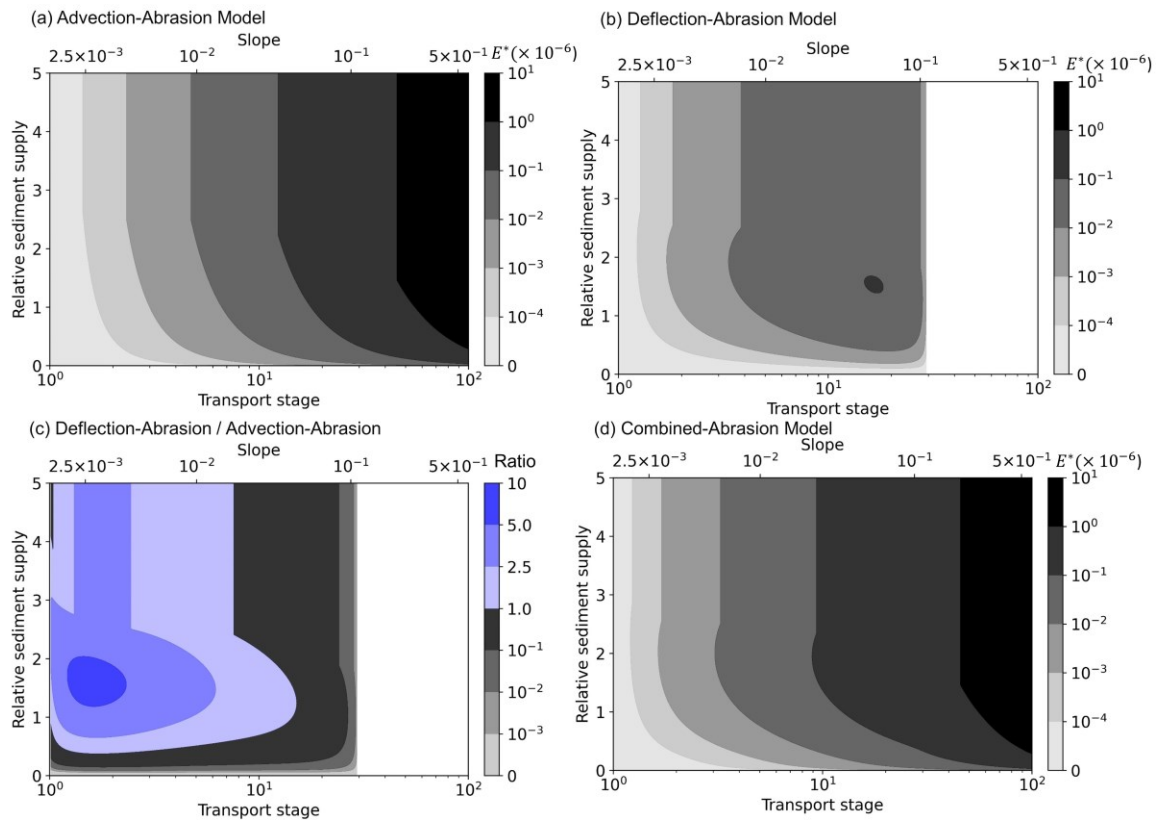 (a) Advection-Abrasion Model
Slope
2.5×10⁻³ 10⁻² 10⁻¹ 5×10⁻¹ E*(× 10⁻⁶)
5
4
3
2
1
0
Relative sediment supply
10⁰ 10¹ 10²
Transport stage
10¹
10⁰
10⁻¹
10⁻²
10⁻³
10⁻⁴
0
(b) Deflection-Abrasion Model
Slope
2.5×10⁻³ 10⁻² 10⁻¹ 5×10⁻¹ E*(× 10⁻⁶)
5
4
3
2
1
0
Relative sediment supply
10⁰ 10¹ 10²
Transport stage
10¹
10⁰
10⁻¹
10⁻²
10⁻³
10⁻⁴
0
(c) Deflection-Abrasion / Advection-Abrasion
Slope
2.5×10⁻³ 10⁻² 10⁻¹ 5×10⁻¹ Ratio
5
4
3
2
1
0
Relative sediment supply
10⁰ 10¹ 10²
Transport stage
10
5.0
2.5
1.0
10⁻¹
10⁻²
10⁻³
0
(d) Combined-Abrasion Model
Slope
2.5×10⁻³ 10⁻² 10⁻¹ 5×10⁻¹ E*(× 10⁻⁶)
5
4
3
2
1
0
Relative sediment supply
10⁰ 10¹ 10²
Transport stage
10¹
10⁰
10⁻¹
10⁻²
10⁻³
10⁻⁴
0